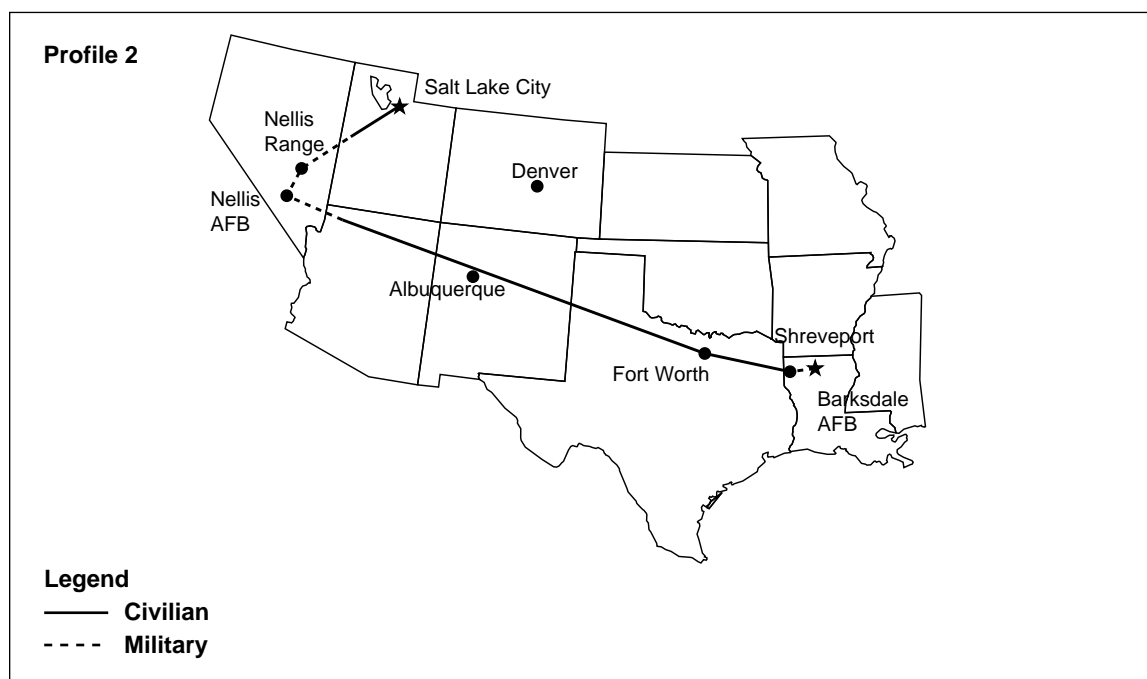 Profile 2
Salt Lake City
Nellis
Range
Denver
Nellis
AFB
Albuquerque
Shreveport
Fort Worth
Barksdale
AFB
Legend
Civilian
Military